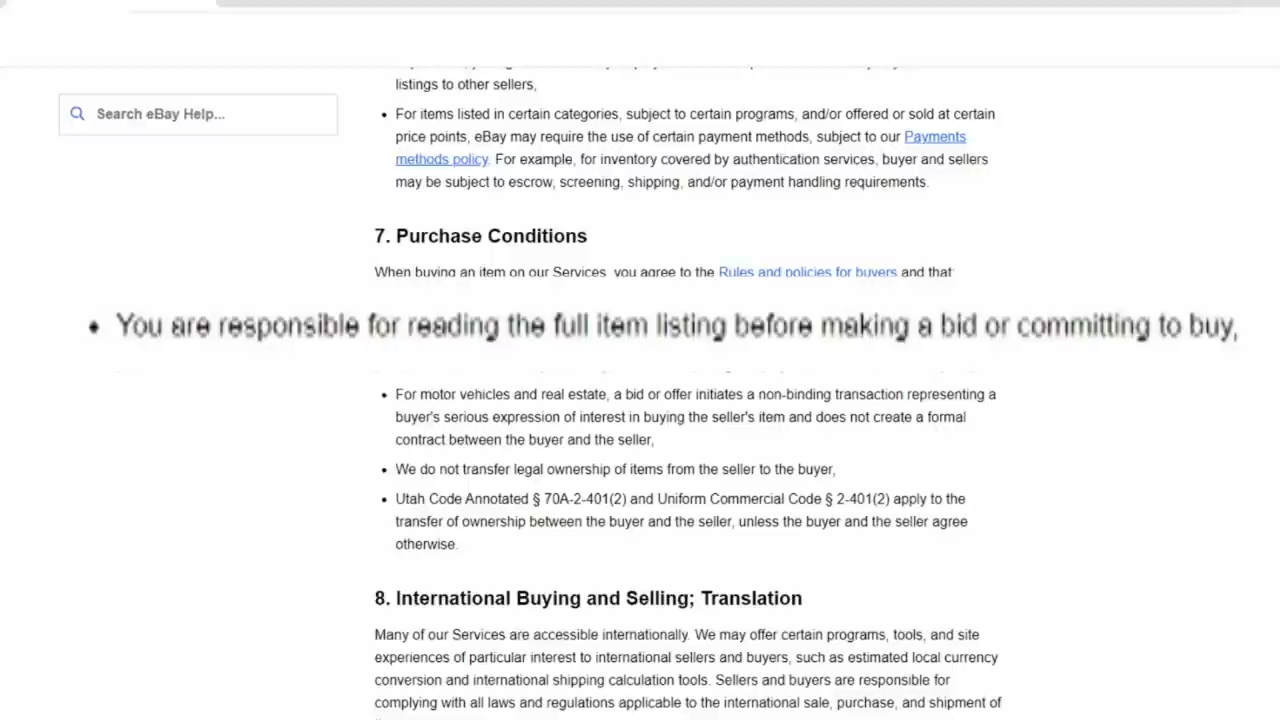 listings to other sellers,
Search eBay Help...
• For items listed in certain categories, subject to certain programs, and/or offered or sold at certain
price points, eBay may require the use of certain payment methods, subject to our Payments
methods policy. For example, for inventory covered by authentication services, buyer and sellers
may be subject to escrow, screening, shipping, and/or payment handling requirements.
7. Purchase Conditions
When buying an item on our Services, you agree to the Rules and policies for buyers and that:
• You are responsible for reading the full item listing before making a bid or committing to buy,
• For motor vehicles and real estate, a bid or offer initiates a non-binding transaction representing a
buyer's serious expression of interest in buying the seller's item and does not create a formal
contract between the buyer and the seller,
• We do not transfer legal ownership of items from the seller to the buyer,
• Utah Code Annotated § 70A-2-401(2) and Uniform Commercial Code § 2-401(2) apply to the
transfer of ownership between the buyer and the seller, unless the buyer and the seller agree
otherwise.
8. International Buying and Selling; Translation
Many of our Services are accessible internationally. We may offer certain programs, tools, and site
experiences of particular interest to international sellers and buyers, such as estimated local currency
conversion and international shipping calculation tools. Sellers and buyers are responsible for
complying with all laws and regulations applicable to the international sale, purchase, and shipment of